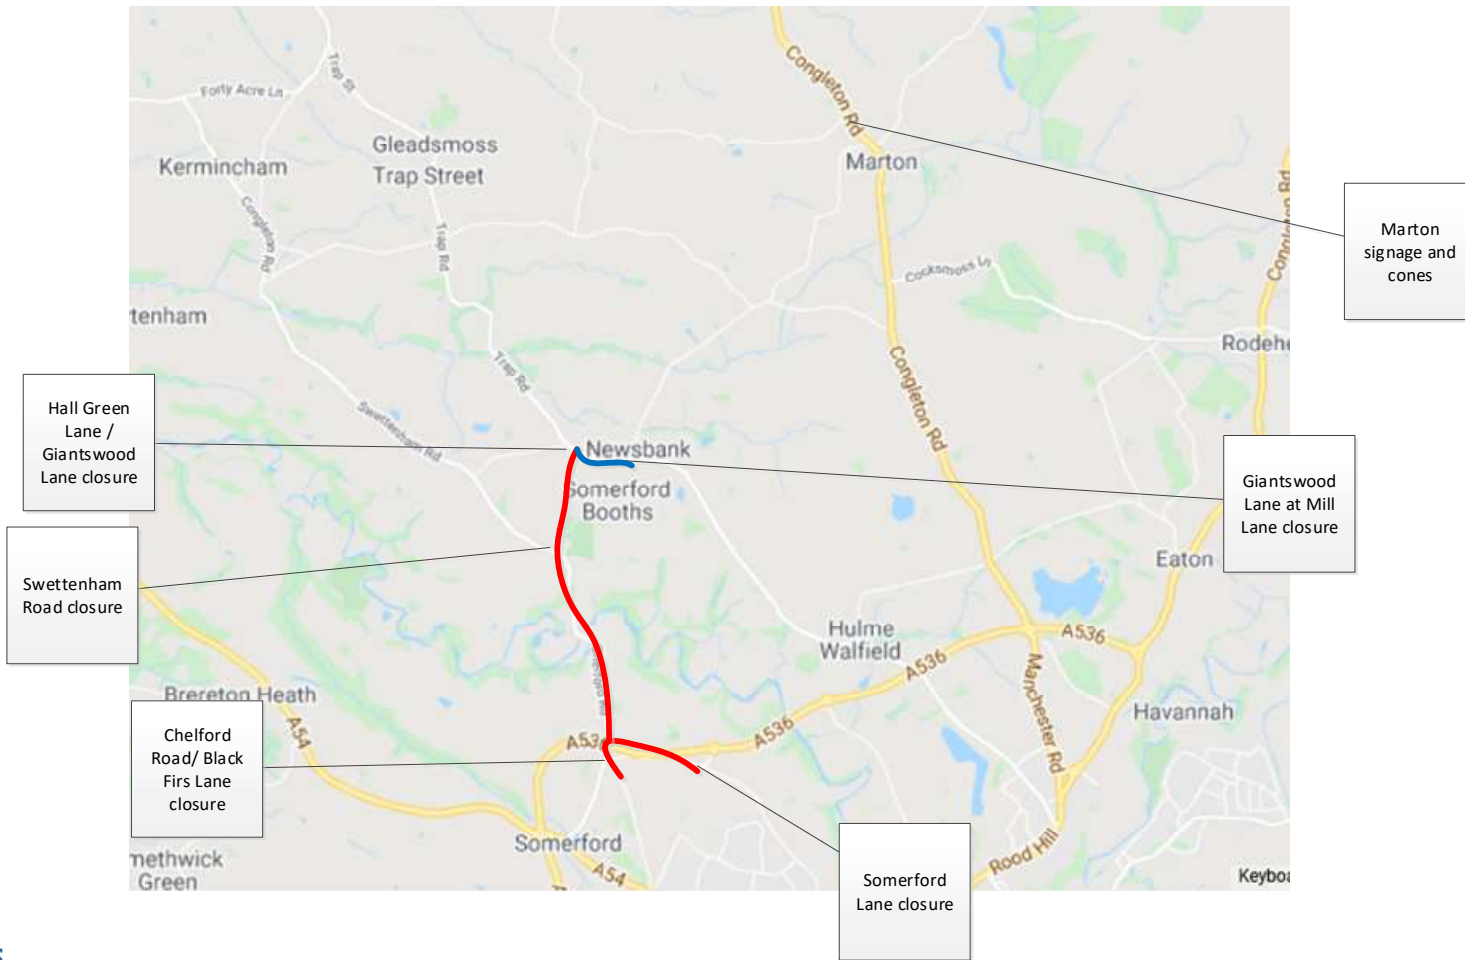 Congleton Rd
Trap St
Forty Acre Ln
Gleadsmoss
Trap Street
Kermincham
Marton
Congleton Rd
Congleton Rd
Trap Rd
Cocksmoss Ln
Marton
signage and
cones
tenham
Rodeh
Trap Rd
Congleton Rd
Hall Green
Lane /
Giantswood
Lane closure
Swettenham Rd
Newsbank
Somerford
Booths
Giantswood
Lane at Mill
Lane closure
Swettenham
Road closure
Eaton
Hulme
Walfield
A536
A536
Manchester Rd
Chelford Rd
Brereton Heath
A54
Havannah
Chelford
Road/ Black
Firs Lane
closure
A536
A536
Somerford
A54
Rood Hill
methwick
Green
Somerford
Lane closure
Keyboa
s